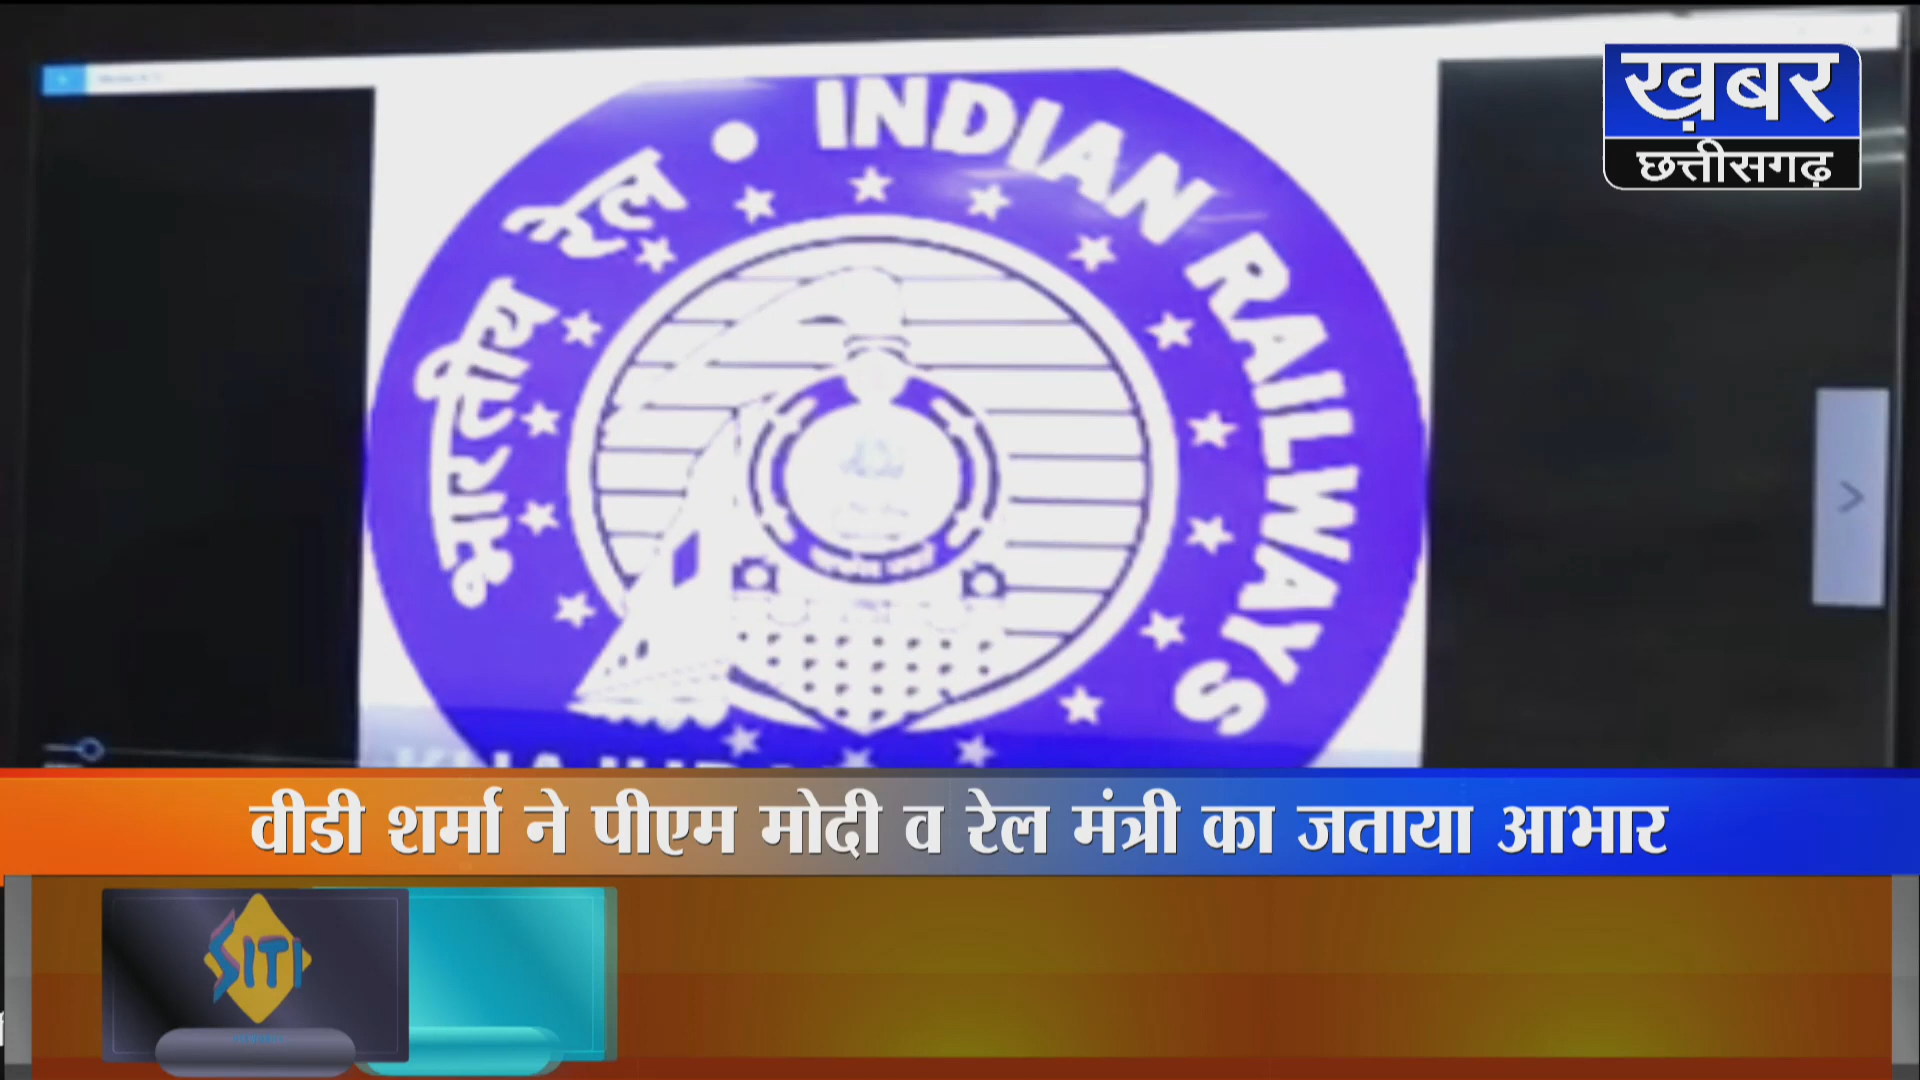 ख़बर
छत्तीसगढ़
भारतीय रेल • INDIAN RAILWAYS
वीडी शर्मा ने पीएम मोदी व रेल मंत्री का जताया आभार
SITI